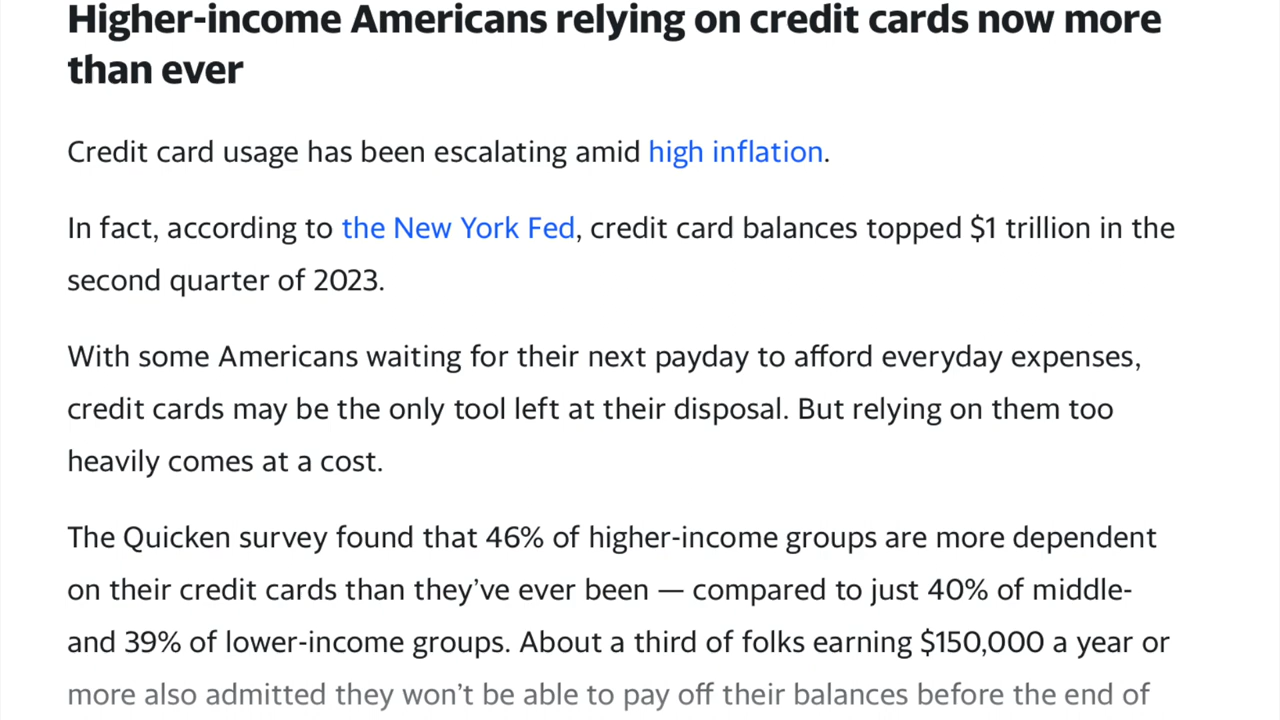 Higher-income Americans relying on credit cards now more
than ever
Credit card usage has been escalating amid high inflation.
In fact, according to the New York Fed, credit card balances topped $1 trillion in the
second quarter of 2023.
With some Americans waiting for their next payday to afford everyday expenses,
credit cards may be the only tool left at their disposal. But relying on them too
heavily comes at a cost.
The Quicken survey found that 46% of higher-income groups are more dependent
on their credit cards than they’ve ever been — compared to just 40% of middle-
and 39% of lower-income groups. About a third of folks earning $150,000 a year or
more also admitted they won’t be able to pay off their balances before the end of